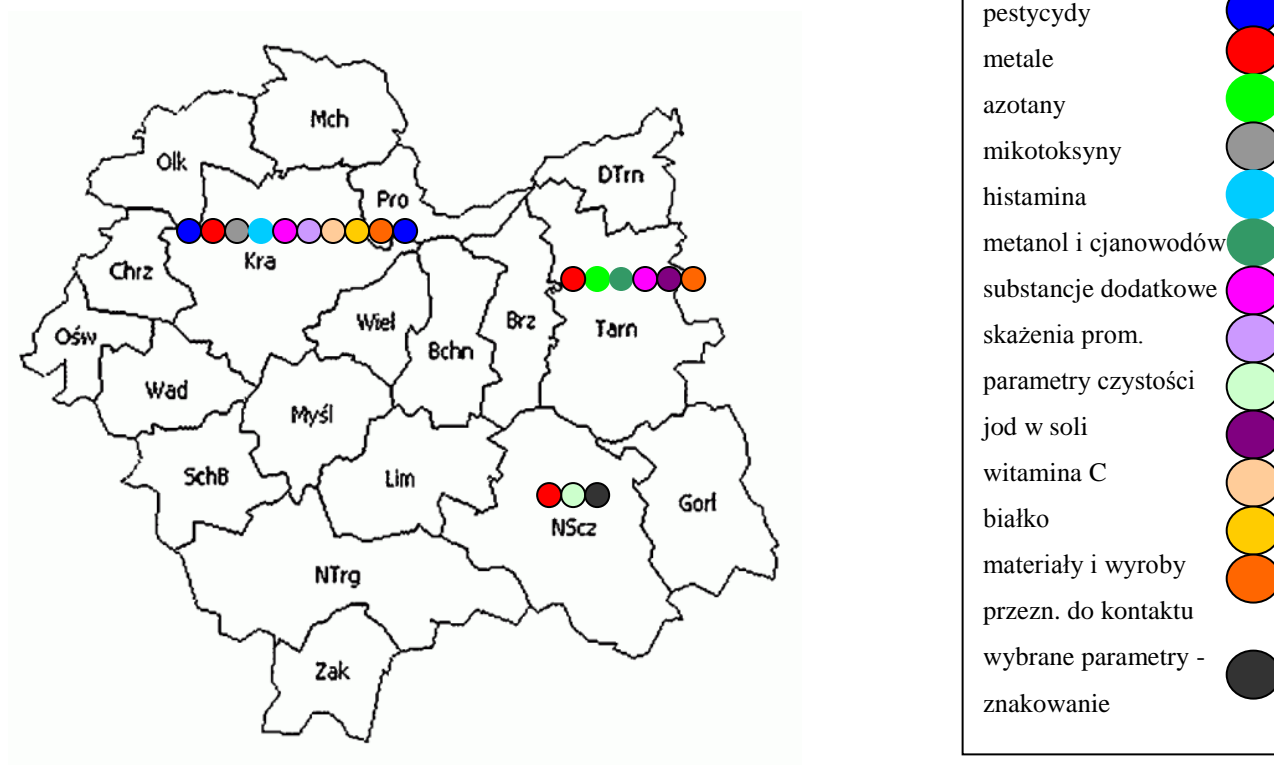 Mch
Olk
DTrn
Pro
Kra
Chrz
Wiel
Brz
Tarn
Ośw
Bchn
Wad
Myśl
SchB
Lim
Gorl
NScz
NTrg
Zak
pestycydy
metale
azotany
mikotoksyny
histamina
metanol i cjanowodów
substancje dodatkowe
skażenia prom.
parametry czystości
jod w soli
witamina C
białko
materiały i wyroby
przezn. do kontaktu
wybrane parametry -
znakowanie